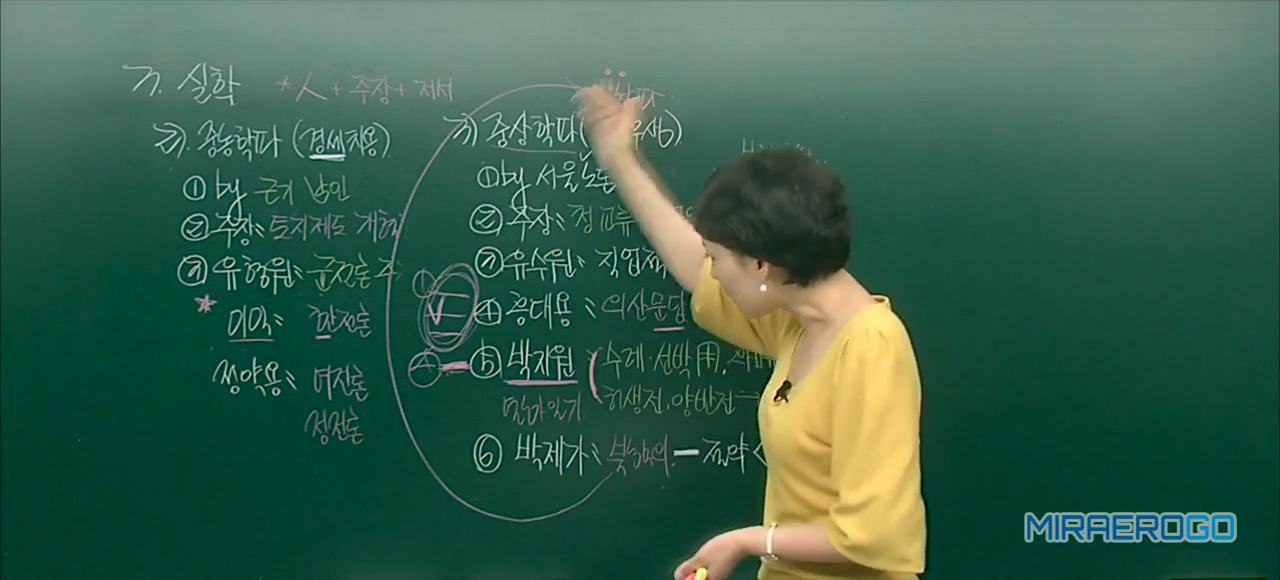 ㄱ. 실학 *人 + 주장 + 저서
2). 중농학파 (경세치용)
① by 근기 남인
② 주장: 토지제도 개혁
③ 유형원: 균전론
* 이익: 한전론
정약용: 여전론
정전론
ㄱ) 중상학파(
① by 서울 노론
② 주장:
③ 유수원: 직업적
④ 홍대용: 의산문답
⑤ 박지원 수레·선박 用,
열하일기 허생전, 양반전
⑥ 박제가: 북학의 - 절약 <
MIRAEROGO